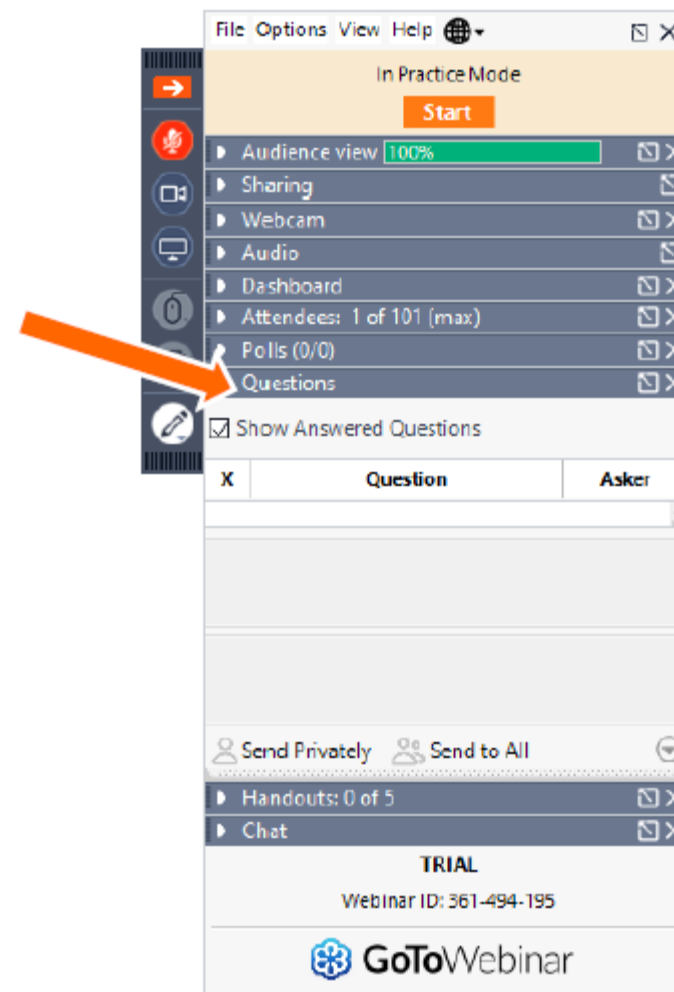 File Options View Help
In Practice Mode
Start
Audience view 100%
Sharing
Webcam
Audio
Dashboard
Attendees: 1 of 101 (max)
Polls (0/0)
Questions
Show Answered Questions
X Question Asker
Send Privately Send to All
Handouts: 0 of 5
Chat
TRIAL
Webinar ID: 361-494-195
GoToWebinar